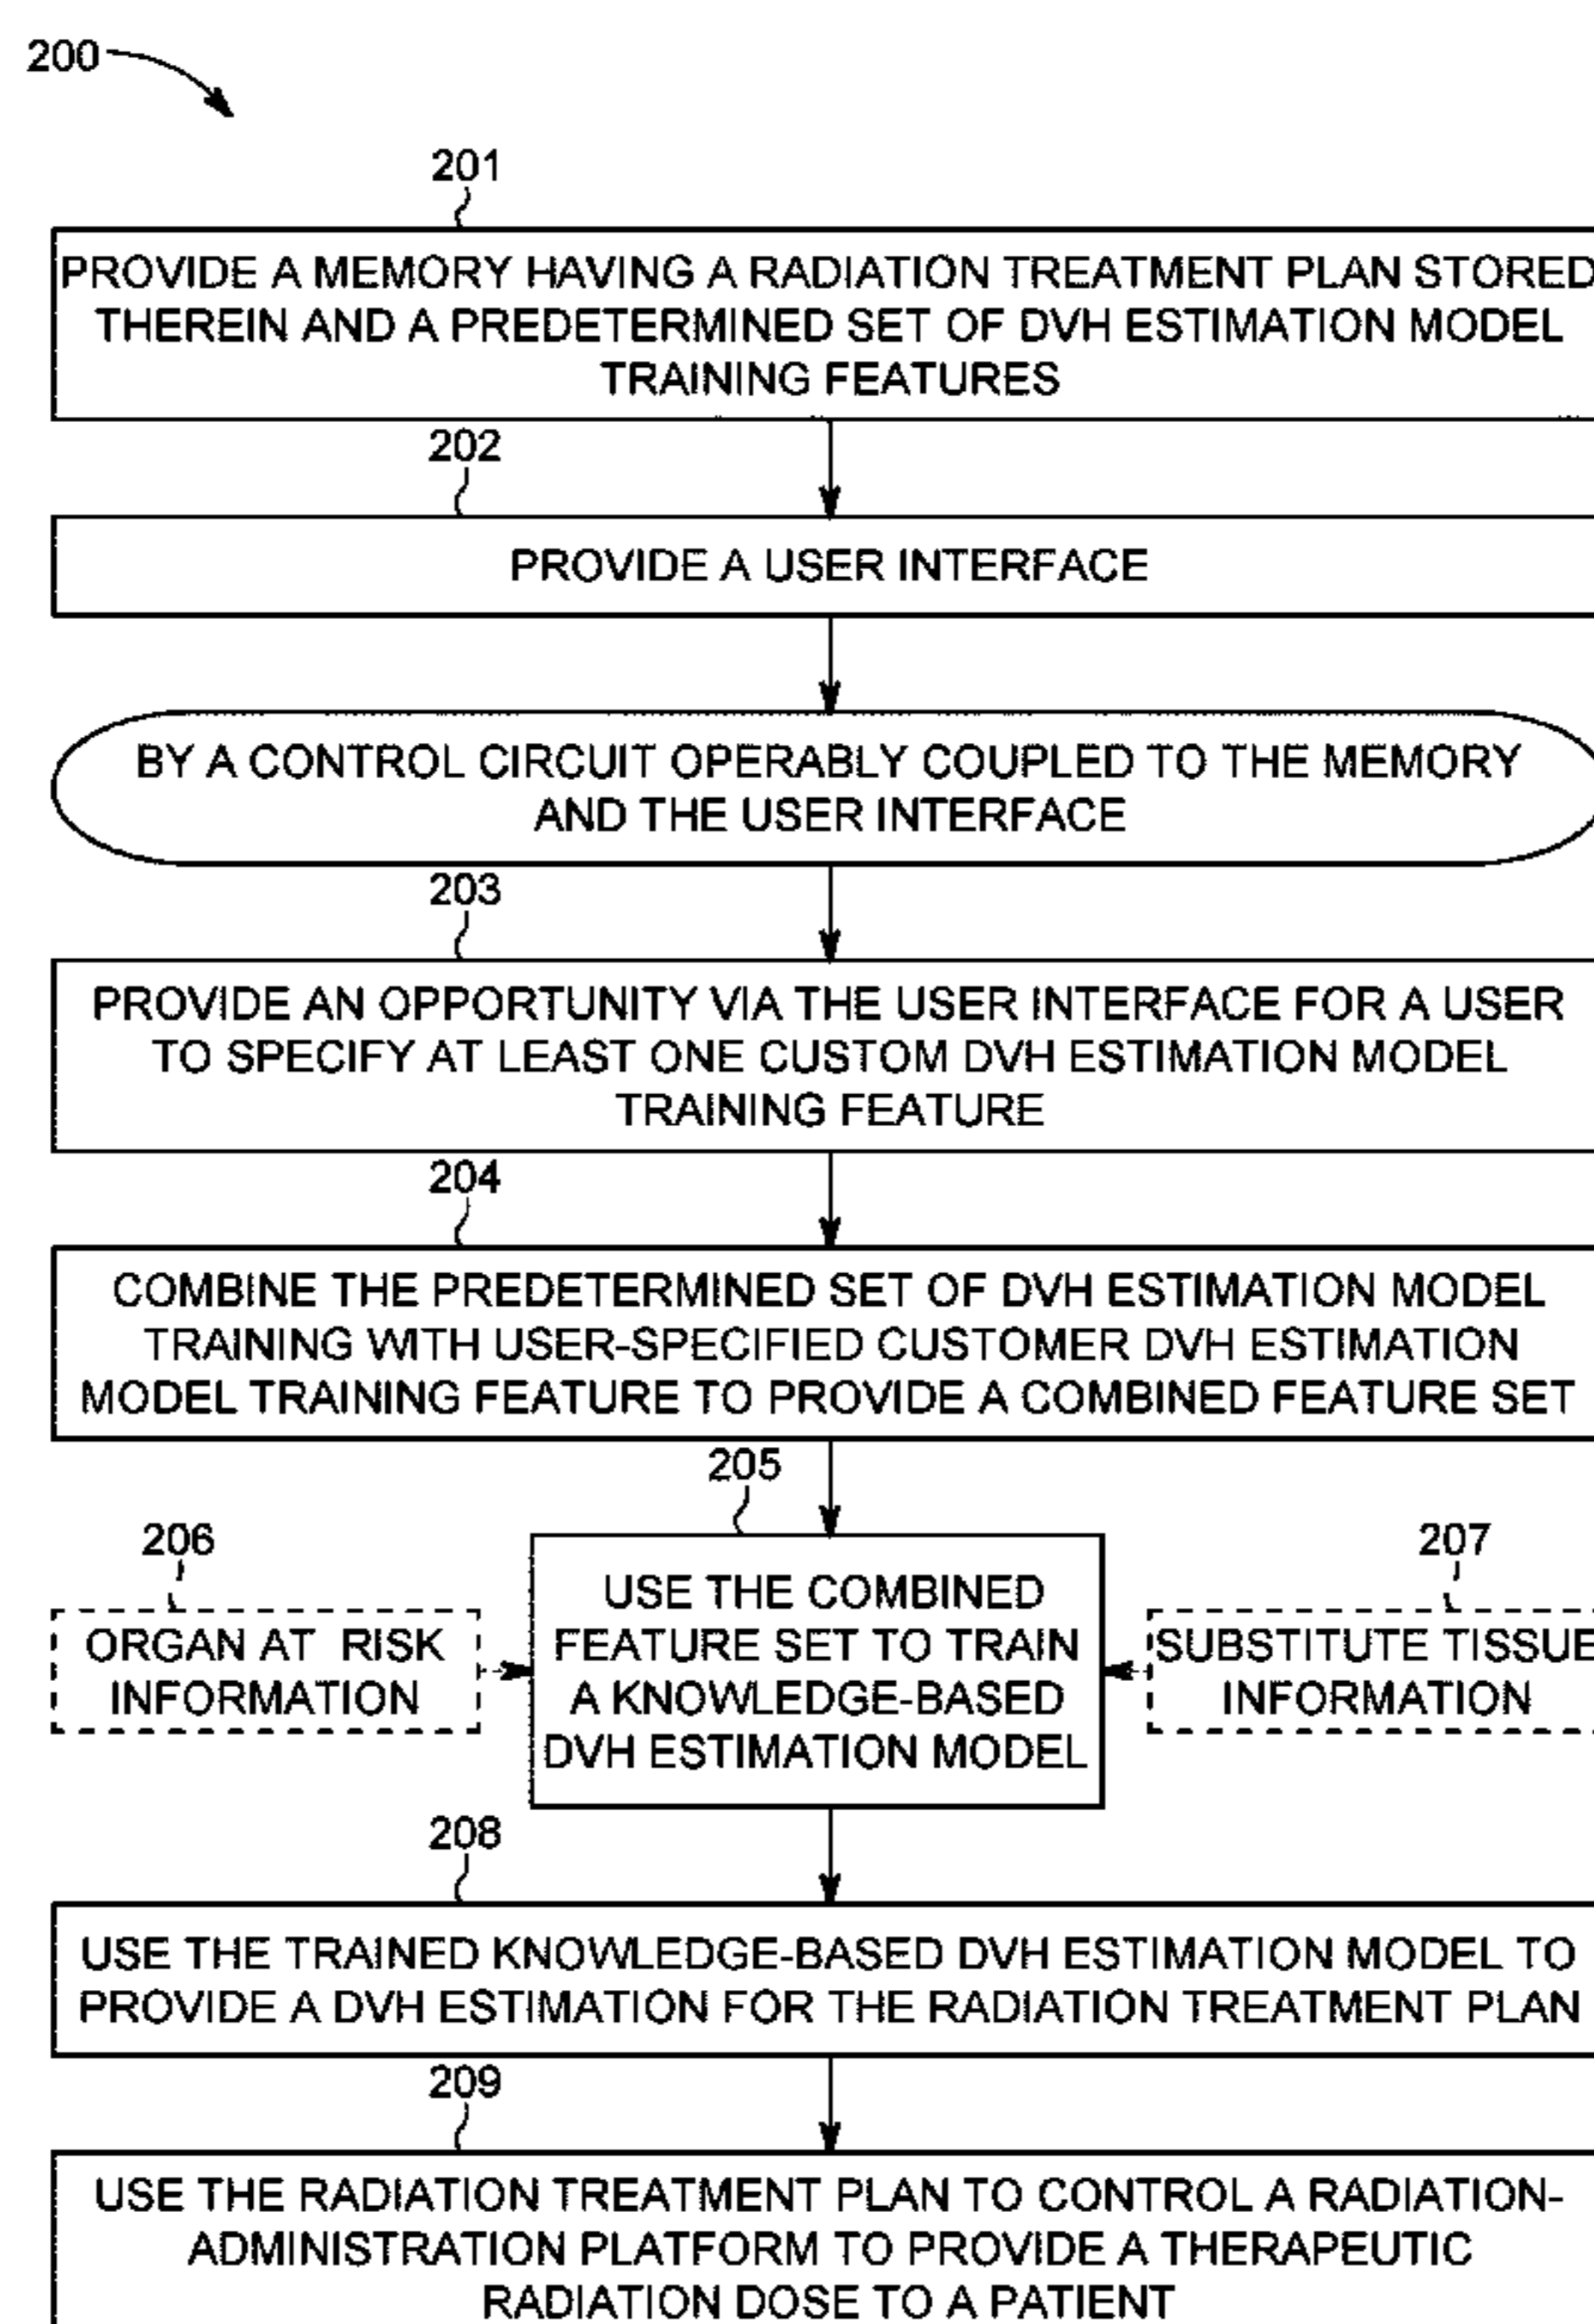 200
201
PROVIDE A MEMORY HAVING A RADIATION TREATMENT PLAN STORED
THEREIN AND A PREDETERMINED SET OF DVH ESTIMATION MODEL
TRAINING FEATURES
202
PROVIDE A USER INTERFACE
BY A CONTROL CIRCUIT OPERABLY COUPLED TO THE MEMORY
AND THE USER INTERFACE
203
PROVIDE AN OPPORTUNITY VIA THE USER INTERFACE FOR A USER
TO SPECIFY AT LEAST ONE CUSTOM DVH ESTIMATION MODEL
TRAINING FEATURE
204
COMBINE THE PREDETERMINED SET OF DVH ESTIMATION MODEL
TRAINING WITH USER-SPECIFIED CUSTOMER DVH ESTIMATION
MODEL TRAINING FEATURE TO PROVIDE A COMBINED FEATURE SET
205
206
ORGAN AT RISK
INFORMATION
USE THE COMBINED
FEATURE SET TO TRAIN
A KNOWLEDGE-BASED
DVH ESTIMATION MODEL
207
SUBSTITUTE TISSUE
INFORMATION
208
USE THE TRAINED KNOWLEDGE-BASED DVH ESTIMATION MODEL TO
PROVIDE A DVH ESTIMATION FOR THE RADIATION TREATMENT PLAN
209
USE THE RADIATION TREATMENT PLAN TO CONTROL A RADIATION-
ADMINISTRATION PLATFORM TO PROVIDE A THERAPEUTIC
RADIATION DOSE TO A PATIENT